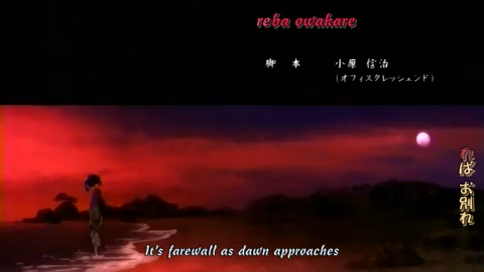 reba owakare
脚本 小原 信治
(オフィスクレッシェンド)
ればお別れ
It's farewall as dawn approaches